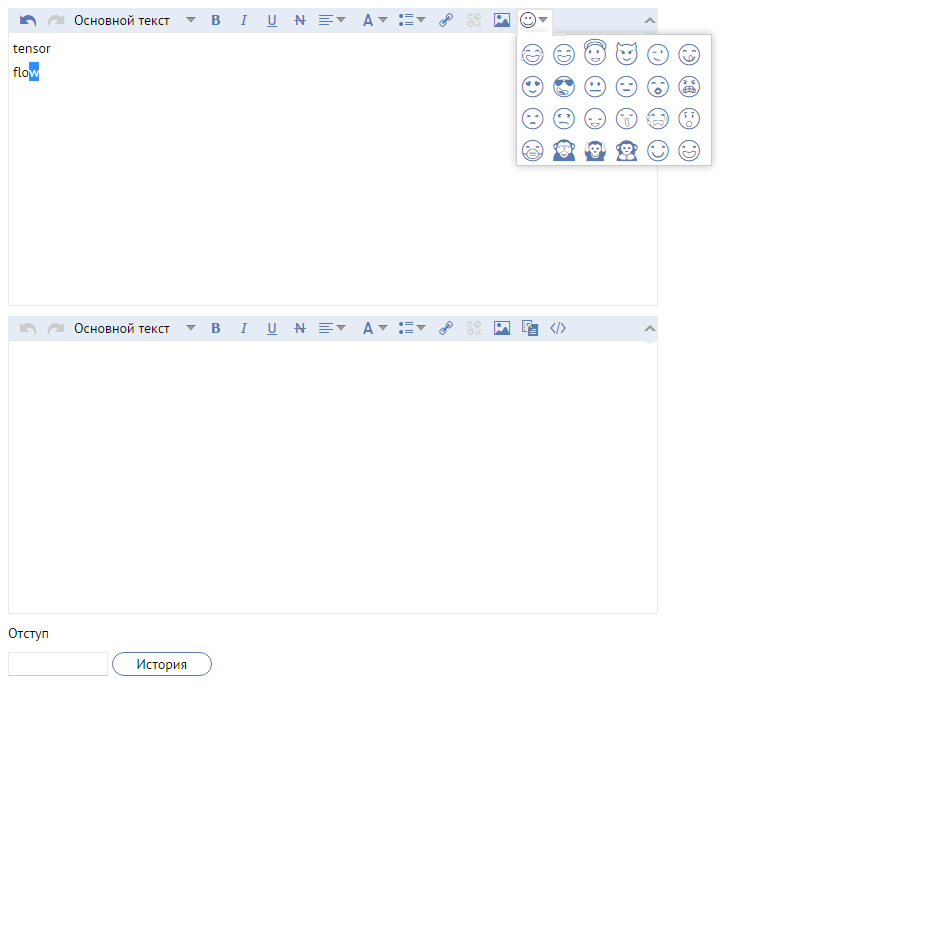 Основной текст B I U N A
tensor
flow
Основной текст B I U N A </>
Отступ
История